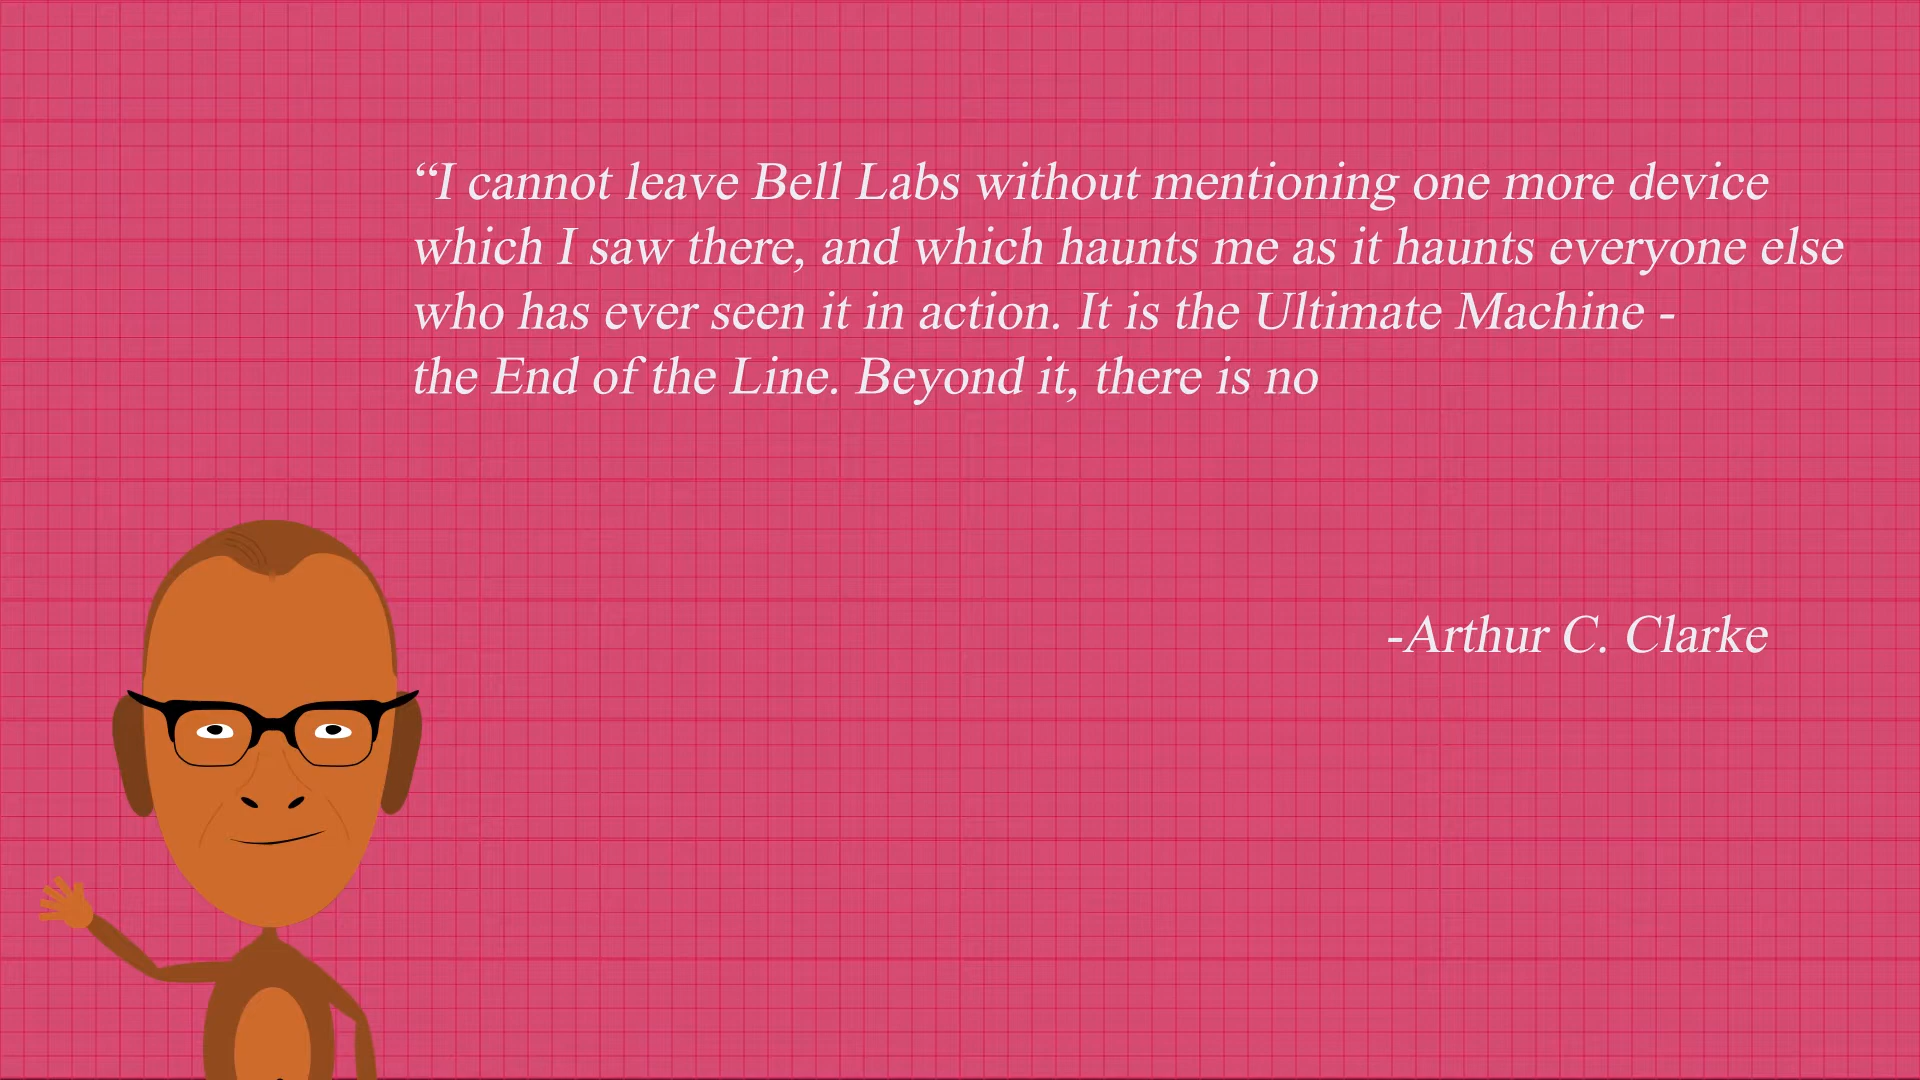 “I cannot leave Bell Labs without mentioning one more device
which I saw there, and which haunts me as it haunts everyone else
who has ever seen it in action. It is the Ultimate Machine -
the End of the Line. Beyond it, there is no
-Arthur C. Clarke